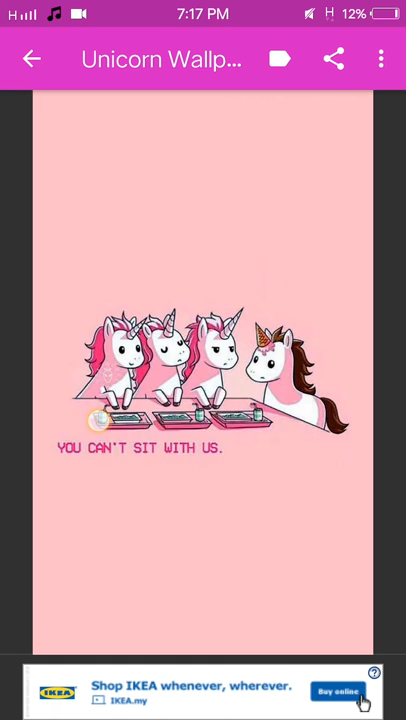 H 7:17 PM H 12%
Unicorn Wallp...
YOU CAN'T SIT WITH US.
IKEA
Shop IKEA whenever, wherever.
IKEA.my
Buy online
?